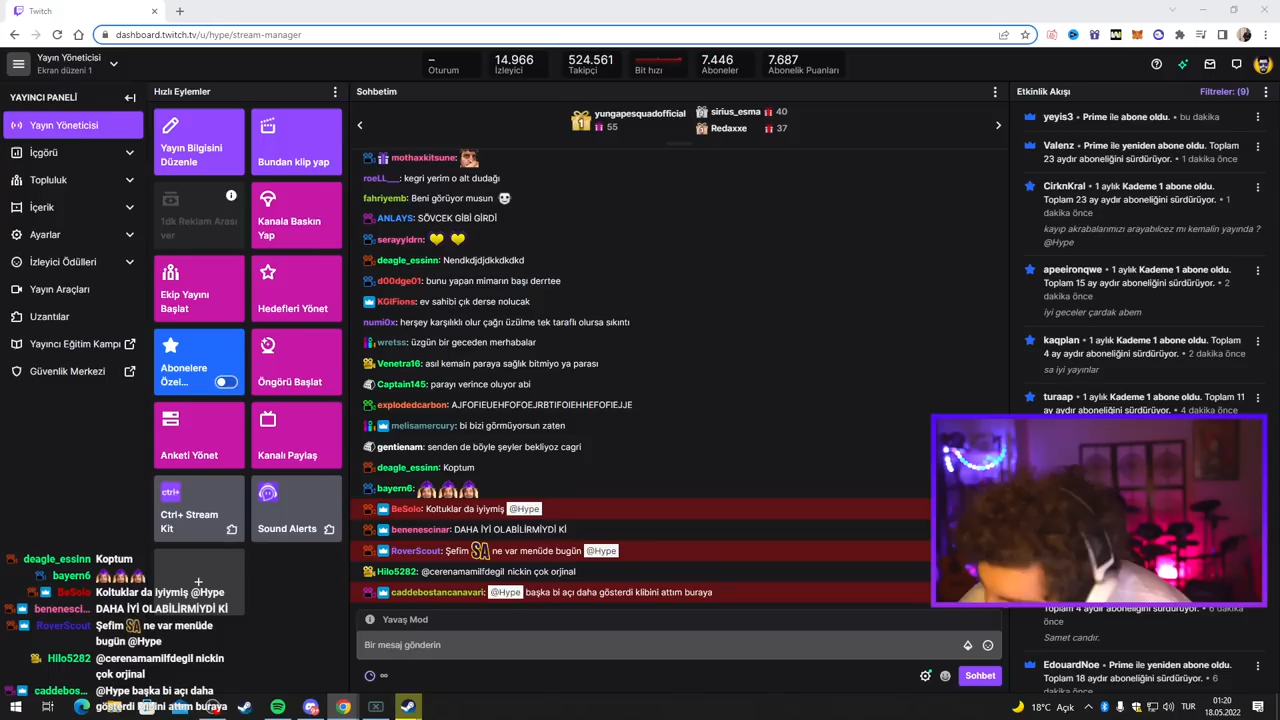 Twitch
dashboard.twitch.tv/u/hype/stream-manager
Yayın Yöneticisi
Ekran düzeni 1
–
Oturum
14.966
İzleyici
524.561
Takipçi
Bit hızı
7.446
Aboneler
7.687
Abonelik Puanları
YAYINCI PANELİ
Yayın Yöneticisi
İçgörü
Topluluk
İçerik
Ayarlar
İzleyici Ödülleri
Yayın Araçları
Uzantılar
Yayıncı Eğitim Kampı
Güvenlik Merkezi
Hızlı Eylemler
Yayın Bilgisini
Düzenle
Bundan klip yap
1dk Reklam Arası
ver
Kanala Baskın
Yap
Ekip Yayını
Başlat
Hedefleri Yönet
Abonelere
Özel...
Öngörü Başlat
Anketi Yönet
Kanalı Paylaş
ctrl+
Ctrl+ Stream
Kit
Sound Alerts
Sohbetim
1
yungapesquadofficial
55
sirius_esma 40
Redaxxe 37
mothaxkitsune:
roeLL___: kegri yerim o alt dudağı
fahriyemb: Beni görüyor musun
ANLAYS: SÖVCEK GİBİ GİRDİ
serayyldrn:
deagle_essinn: Nendkdjdjdkkdkdkd
d00dge01: bunu yapan mimarın başı derrtee
KGIFions: ev sahibi çık derse nolucak
numi0x: herşey karşılıklı olur çağrı üzülme tek taraflı olursa sıkıntı
wretss: üzgün bir geceden merhabalar
Venetra16: asıl kemain paraya sağlık bitmiyo ya parası
Captain145: parayı verince oluyor abi
explodedcarbon: AJFOFIEUEHFOFOEJRBTIFOIEHHEFOFIEJJE
melisamercury: bi bizi görmüyorsun zaten
gentienam: senden de böyle şeyler bekliyoz cagri
deagle_essinn: Koptum
bayern6:
BeSolo: Koltuklar da iyiymiş @Hype
benenescinar: DAHA İYİ OLABİLİRMİYDİ Kİ
RoverScout: Şefim SA ne var menüde bugün @Hype
Hilo5282: @cerenamamilfdegil nickin çok orjinal
caddebostancanavari: @Hype başka bi açı daha gösterdi klibini attım buraya
Yavaş Mod
Bir mesaj gönderin
∞
Sohbet
Etkinlik Akışı
Filtreler: (9)
yeyis3 • Prime ile abone oldu. • bu dakika
Valenz • Prime ile yeniden abone oldu. Toplam
23 aydır aboneliğini sürdürüyor. • 1 dakika önce
CirknKral • 1 aylık Kademe 1 abone oldu.
Toplam 23 ay aydır aboneliğini sürdürüyor. • 1
dakika önce
kayıp akrabalarımızı arayabılcez mı kemalin yayında ?
@Hype
apeeironqwe • 1 aylık Kademe 1 abone oldu.
Toplam 15 ay aydır aboneliğini sürdürüyor. • 2
dakika önce
iyi geceler çardak abem
kaqplan • 1 aylık Kademe 1 abone oldu. Toplam
4 ay aydır aboneliğini sürdürüyor. • 2 dakika önce
sa iyi yayınlar
turaap • 1 aylık Kademe 1 abone oldu. Toplam 11
ay aydır aboneliğini sürdürüyor. • 4 dakika önce
Toplam 4 aydır aboneliğini sürdürüyor. • 6 dakika
önce
Samet candır.
EdouardNoe • Prime ile yeniden abone oldu.
Toplam 18 aydır aboneliğini sürdürüyor. • 6
dakika önce
deagle_essinn Koptum
bayern6
BeSolo Koltuklar da iyiymiş @Hype
benenesc... DAHA İYİ OLABİLİRMİYDİ Kİ
RoverSc... Şefim SA ne var menüde
bugün @Hype
Hilo5282 @cerenamamilfdegil nickin
çok orjinal
caddebos... @Hype başka bi açı daha
gösterdi klibini attım buraya
18°C Açık
TUR
01:20
18.05.2022